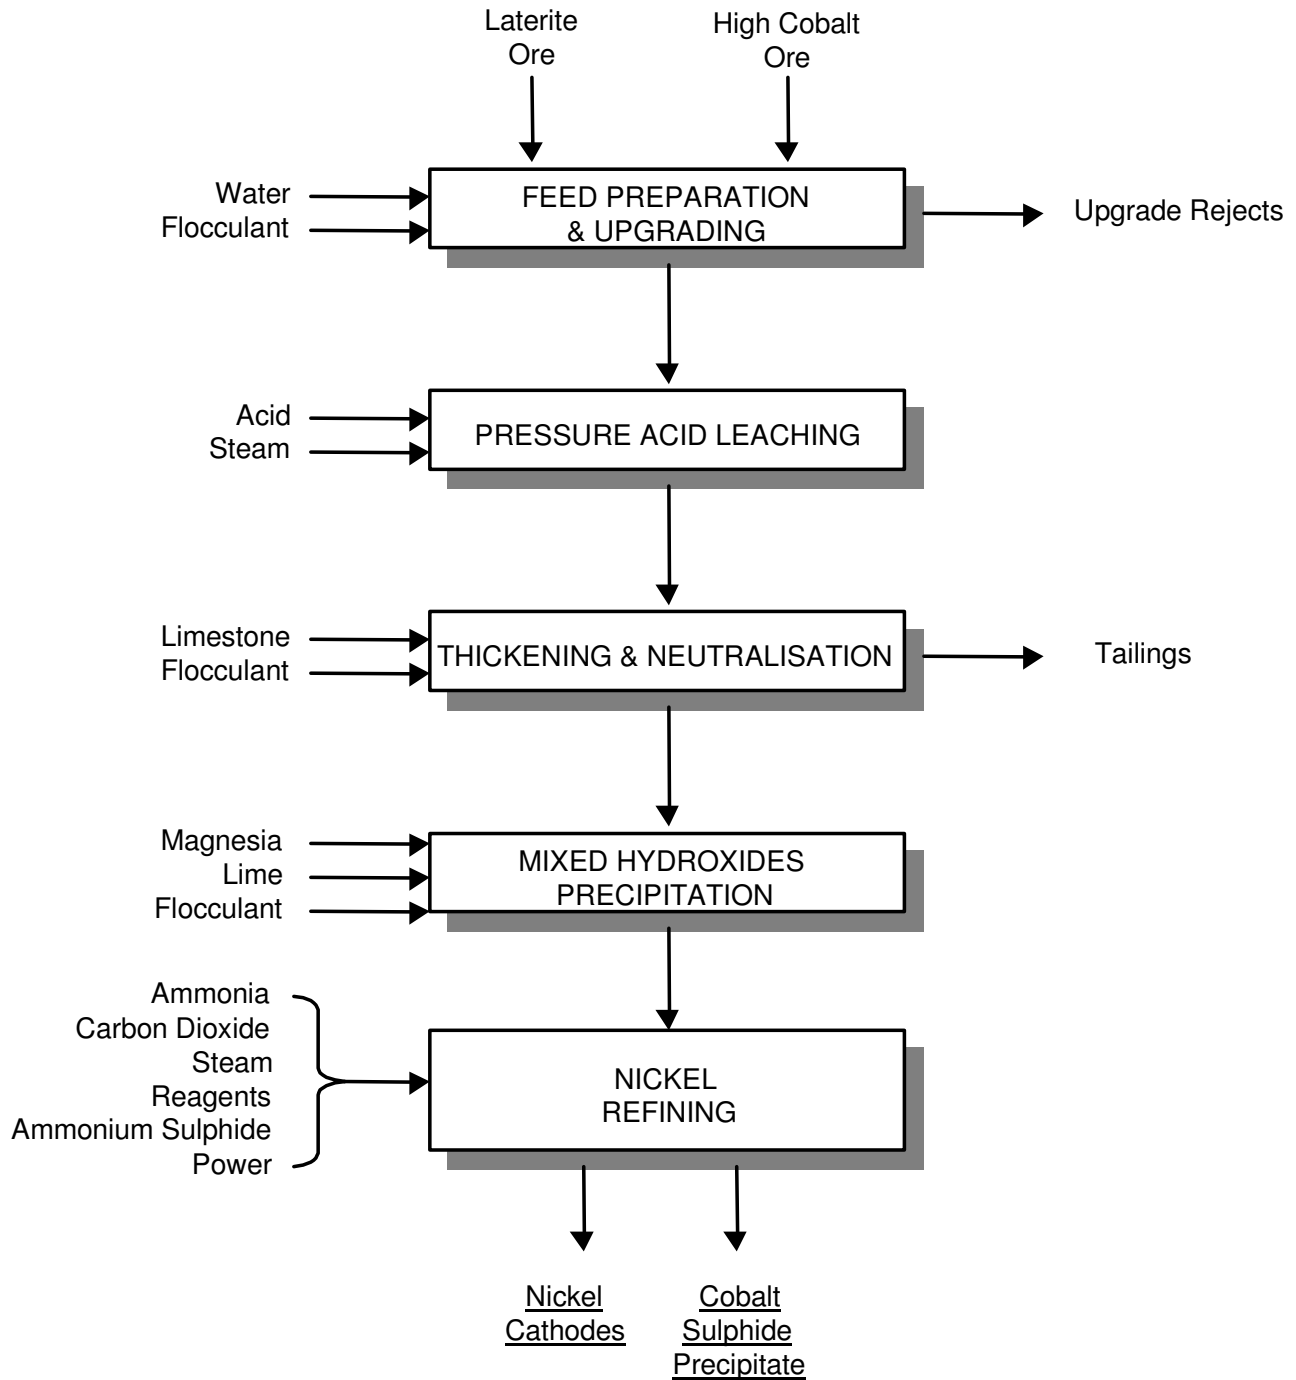 Laterite
Ore
High Cobalt
Ore
Water
Flocculant
FEED PREPARATION
& UPGRADING
Upgrade Rejects
Acid
Steam
PRESSURE ACID LEACHING
Limestone
Flocculant
THICKENING & NEUTRALISATION
Tailings
Magnesia
Lime
Flocculant
MIXED HYDROXIDES
PRECIPITATION
Ammonia
Carbon Dioxide
Steam
Reagents
Ammonium Sulphide
Power
NICKEL
REFINING
Nickel
Cathodes
Cobalt
Sulphide
Precipitate